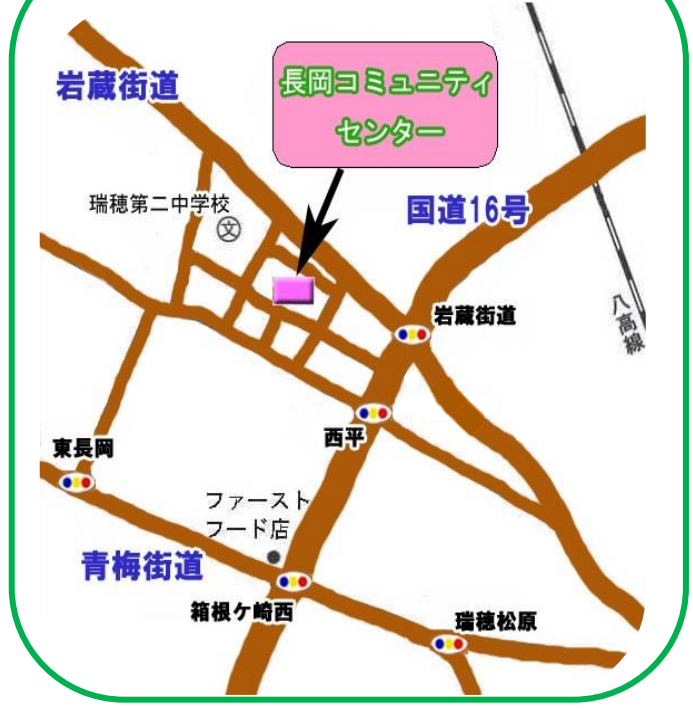 岩蔵街道
長岡コミュニティ
センター
瑞穂第二中学校
文
国道16号
八高線
岩蔵街道
西平
東長岡
ファースト
フード店
青梅街道
箱根ケ崎西
瑞穂松原